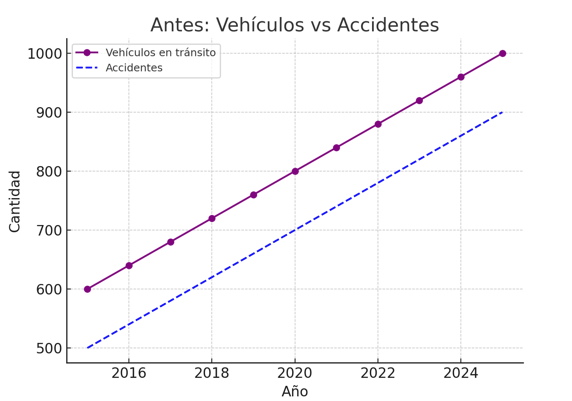 Antes: Vehículos vs Accidentes
Vehículos en tránsito
Accidentes
1000
900
800
700
600
500
Cantidad
2016 2018 2020 2022 2024
Año